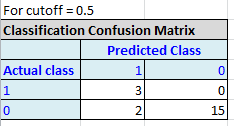 For cutoff = 0.5
Classification Confusion Matrix
Predicted Class
Actual class 1 0
1 3 0
0 2 15